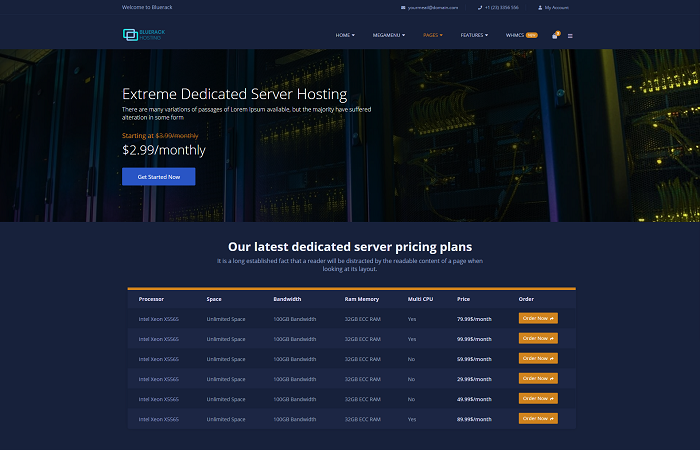 Welcome to Bluerack
youremail@domain.com
+1 (23) 3356 556
My Account
BLUERACK
HOSTING
HOME
MEGAMENU
PAGES
FEATURES
WHMCS
Extreme Dedicated Server Hosting
There are many variations of passages of Lorem Ipsum available, but the majority have suffered
alteration in some form
Starting at $3.99/monthly
$2.99/monthly
Get Started Now
Our latest dedicated server pricing plans
It is a long established fact that a reader will be distracted by the readable content of a page when
looking at its layout.
Processor Space Bandwidth Ram Memory Multi CPU Price Order
Intel Xeon X5565 Unlimited Space 100GB Bandwidth 32GB ECC RAM Yes 79.99$/month Order Now
Intel Xeon X5565 Unlimited Space 100GB Bandwidth 32GB ECC RAM Yes 99.99$/month Order Now
Intel Xeon X5565 Unlimited Space 100GB Bandwidth 32GB ECC RAM No 59.99$/month Order Now
Intel Xeon X5565 Unlimited Space 100GB Bandwidth 32GB ECC RAM No 29.99$/month Order Now
Intel Xeon X5565 Unlimited Space 100GB Bandwidth 32GB ECC RAM No 49.99$/month Order Now
Intel Xeon X5565 Unlimited Space 100GB Bandwidth 32GB ECC RAM Yes 89.99$/month Order Now